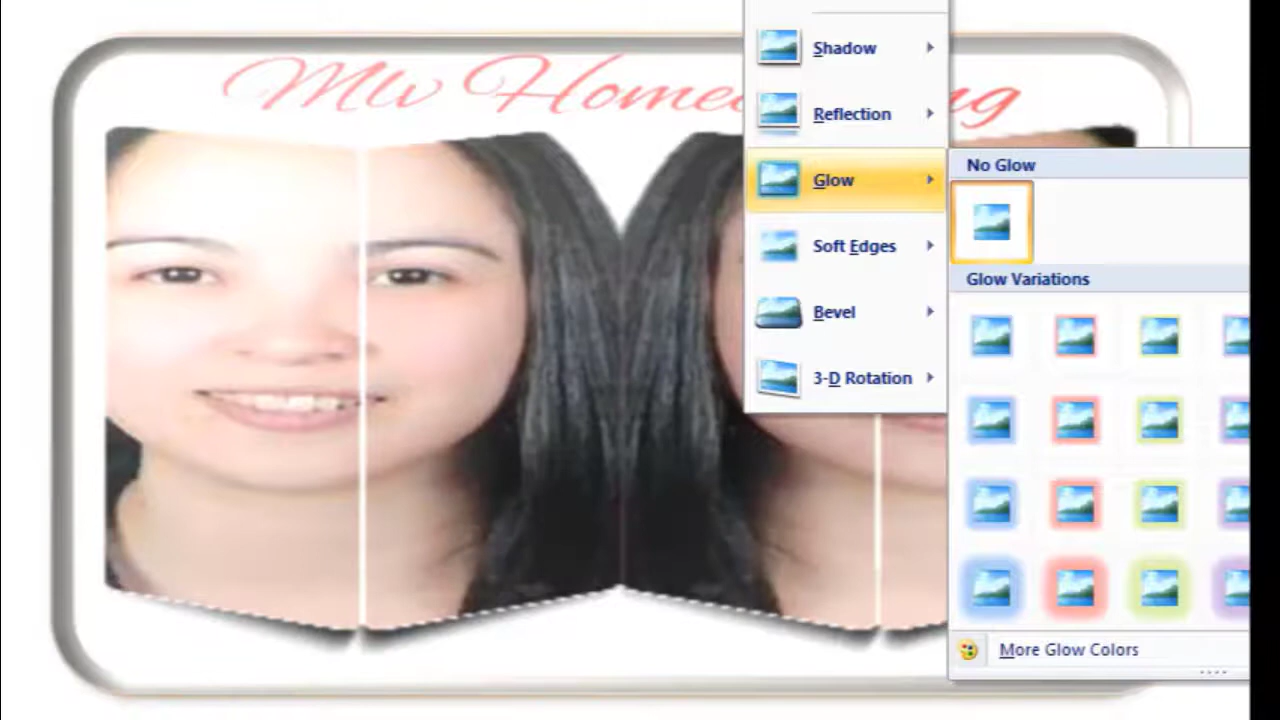 Shadow
Reflection
Glow
Soft Edges
Bevel
3-D Rotation
No Glow
Glow Variations
More Glow Colors